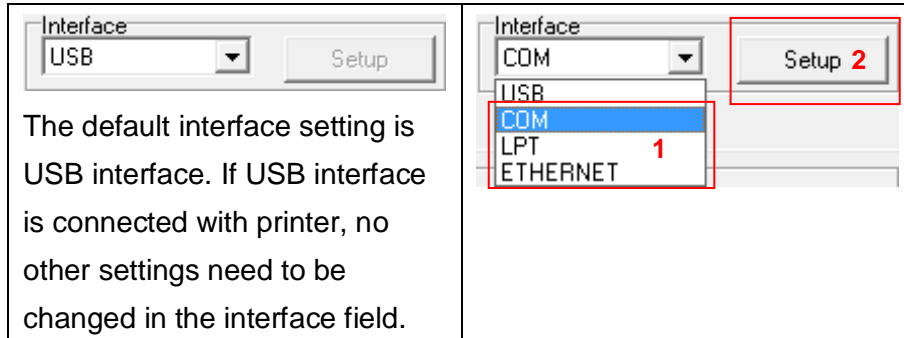 Interface
USB
Setup
The default interface setting is
USB interface. If USB interface
is connected with printer, no
other settings need to be
changed in the interface field.
Interface
COM
Setup 2
USB
COM
LPT 1
ETHERNET